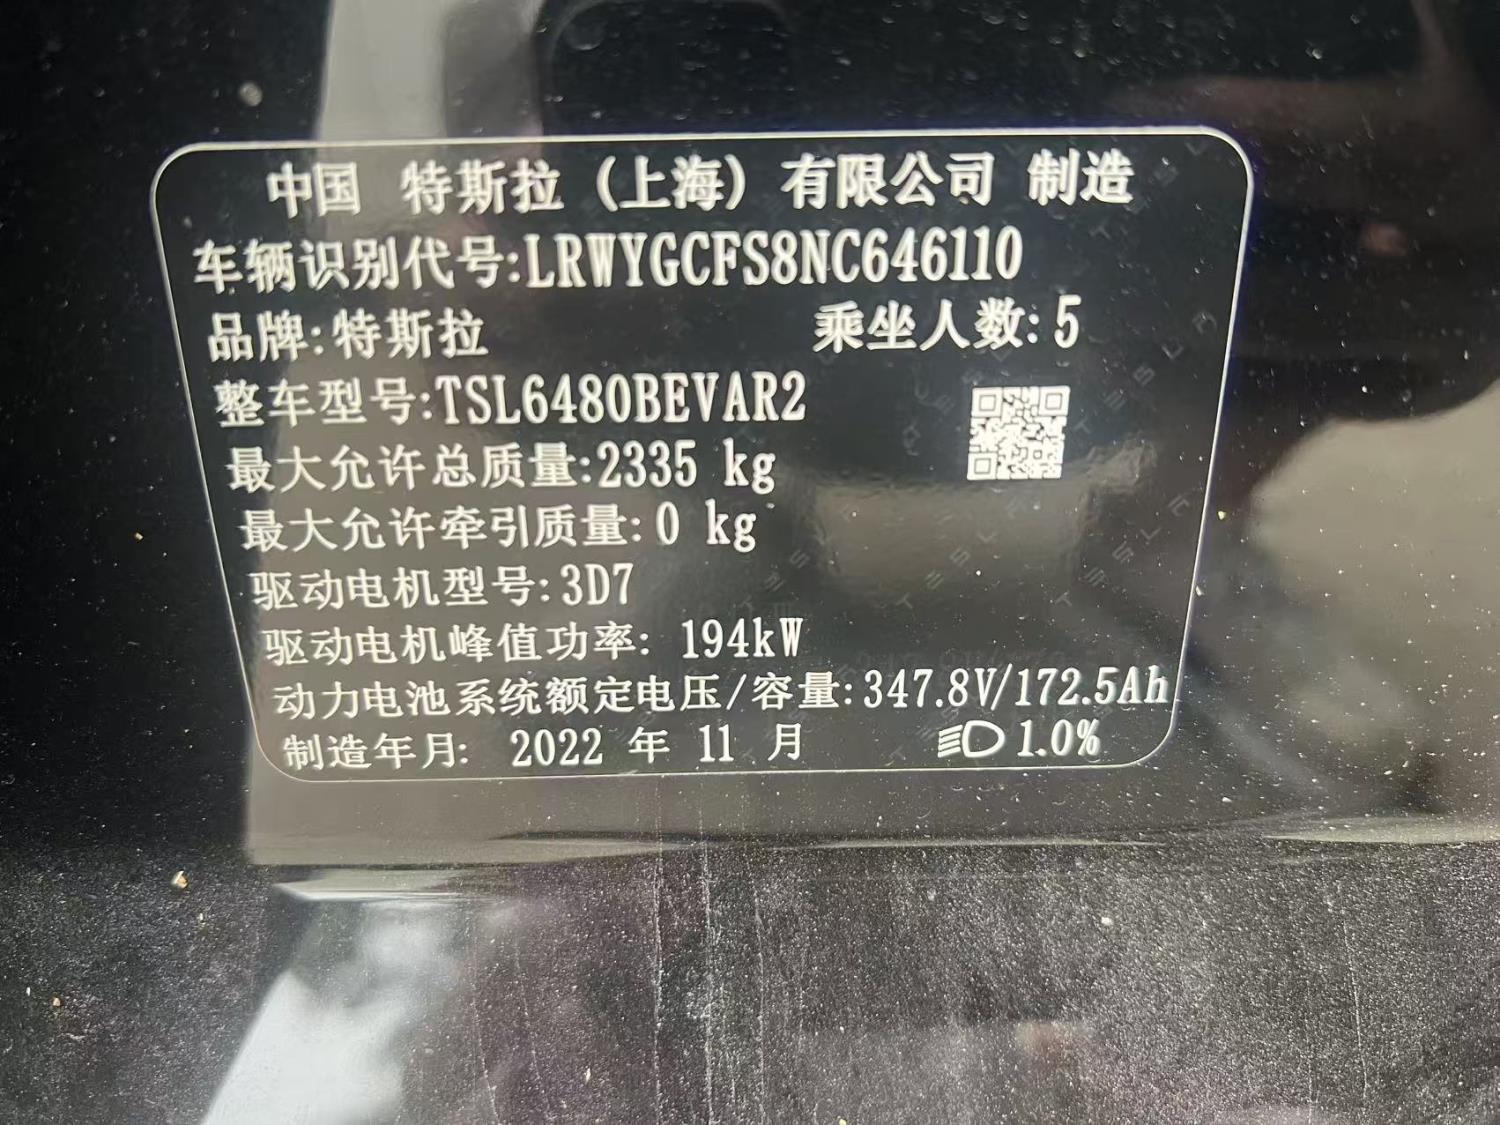 中国 特斯拉（上海）有限公司 制造
车辆识别代号:LRWYGCFS8NC646110
品牌:特斯拉 乘坐人数:5
整车型号:TSL6480BEVAR2
最大允许总质量:2335 kg
最大允许牵引质量:0 kg
驱动电机型号:3D7
驱动电机峰值功率: 194kW
动力电池系统额定电压/容量:347.8V/172.5Ah
制造年月: 2022 年 11 月 1.0%